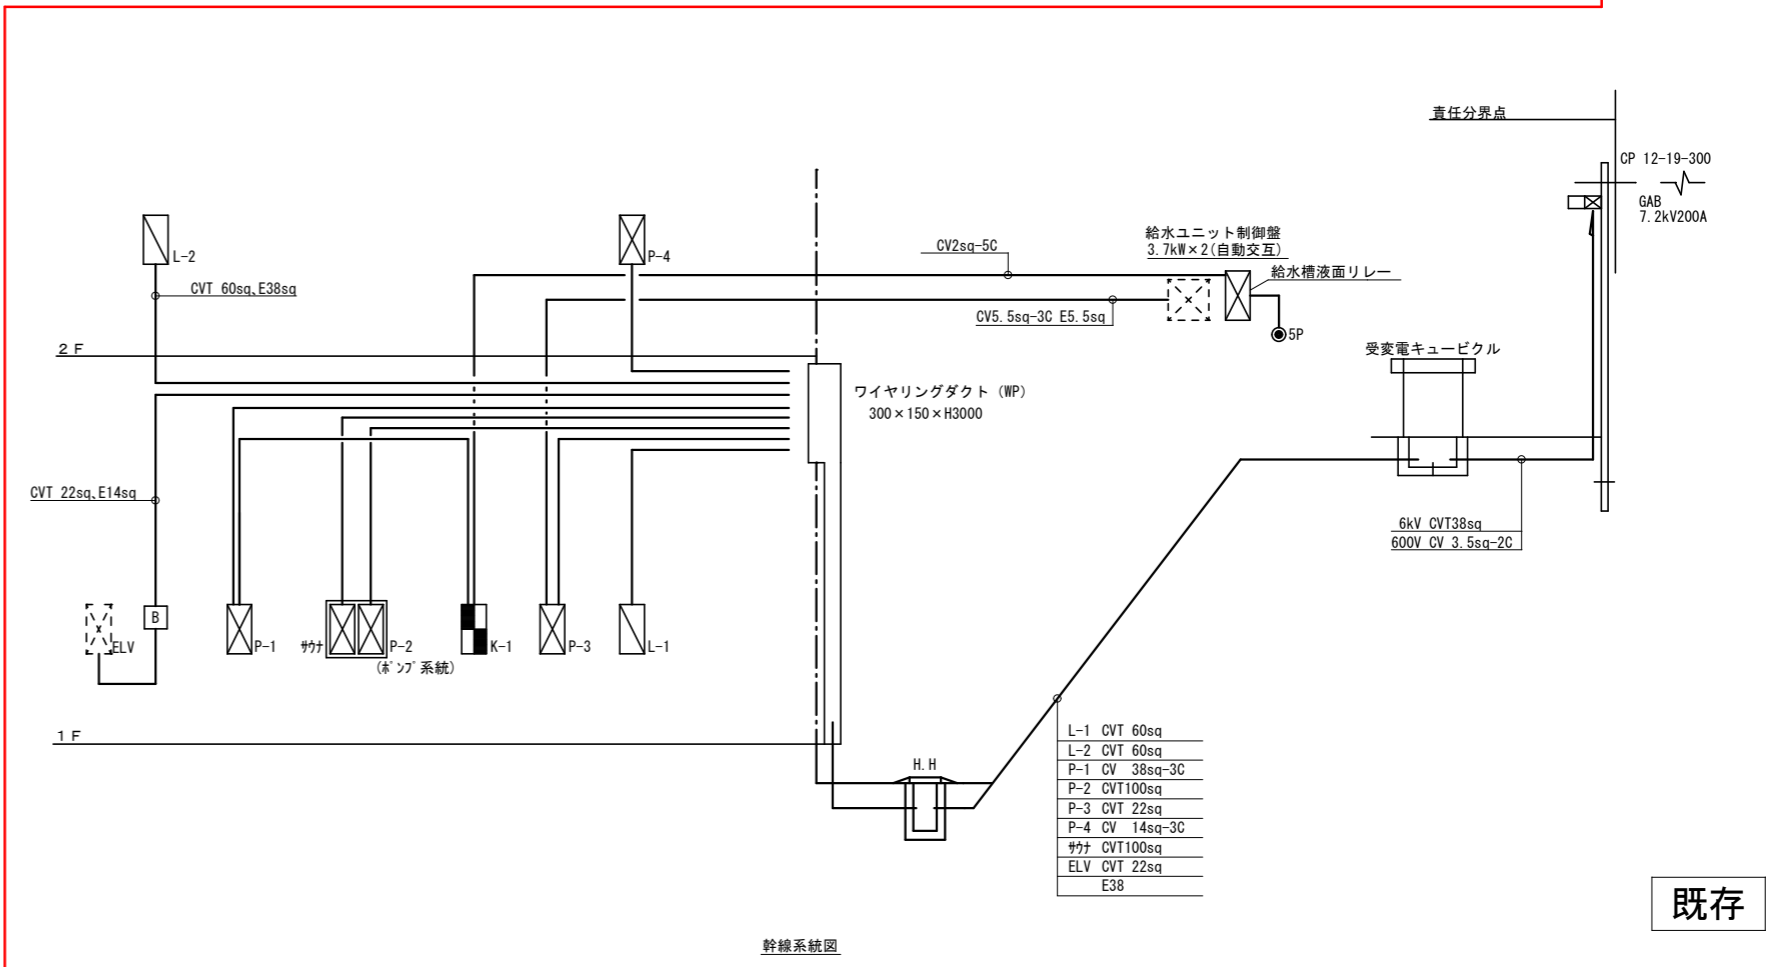 責任分界点
CP 12-19-300
GAB
7.2kV200A
L-2
P-4
CVT 60sq、E38sq
CV2sq-5C
給水ユニット制御盤
3.7kW×2(自動交互)
給水槽液面リレー
CV5.5sq-3C E5.5sq
5P
2F
受変電キュービクル
ワイヤリングダクト (WP)
300×150×H3000
CVT 22sq、E14sq
6kV CVT38sq
600V CV 3.5sq-2C
ELV
B
P-1
サウナ
P-2
(ポンプ系統)
K-1
P-3
L-1
1F
H.H
L-1 CVT 60sq
L-2 CVT 60sq
P-1 CV 38sq-3C
P-2 CVT100sq
P-3 CVT 22sq
P-4 CV 14sq-3C
サウナ CVT100sq
ELV CVT 22sq
E38
既存
幹線系統図